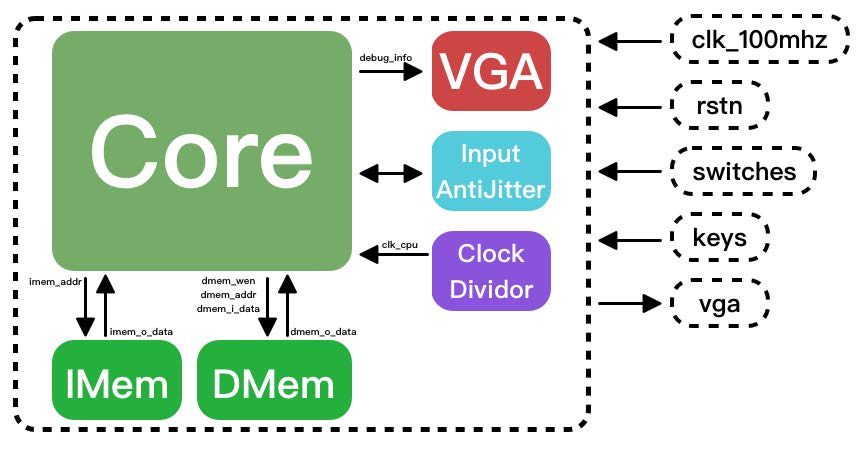 Core
debug_info
VGA
Input
AntiJitter
clk_cpu
Clock
Dividor
imem_addr
imem_o_data
dmem_wen
dmem_addr
dmem_i_data
dmem_o_data
IMem
DMem
clk_100mhz
rstn
switches
keys
vga